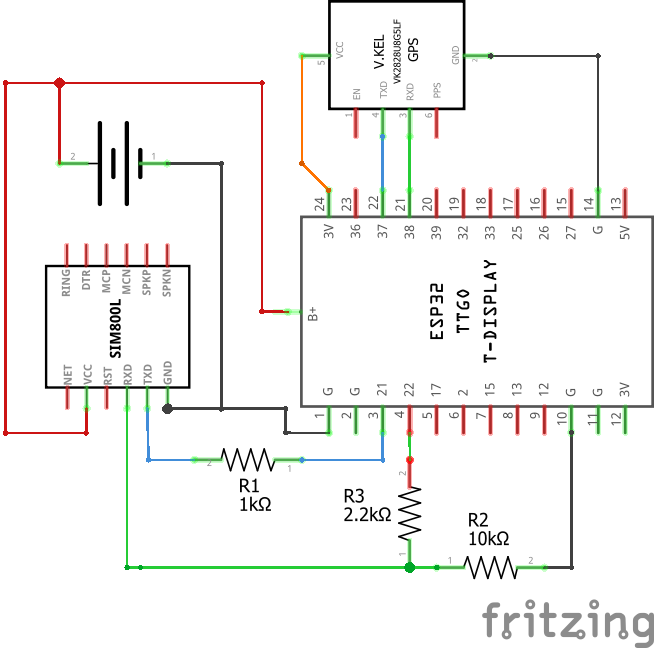 V.KEL
VK2828U8G5LF
GPS
VCC
5
GND
2
EN
TXD
RXD
PPS
1
4
3
6
2
1
24
23
22
21
20
19
18
17
16
15
14
13
3V
36
37
38
39
32
33
25
26
27
G
5V
RING
DTR
MCP
MCN
SPKP
SPKN
SIM800L
NET
VCC
RST
RXD
TXD
GND
B+
ESP32
TTGO
T-DISPLAY
G
G
21
22
17
2
15
13
12
G
G
3V
1
2
3
4
5
6
7
8
9
10
11
12
2
1
R1
1kΩ
2
R3
2.2kΩ
1
R2
10kΩ
1
2
fritzing